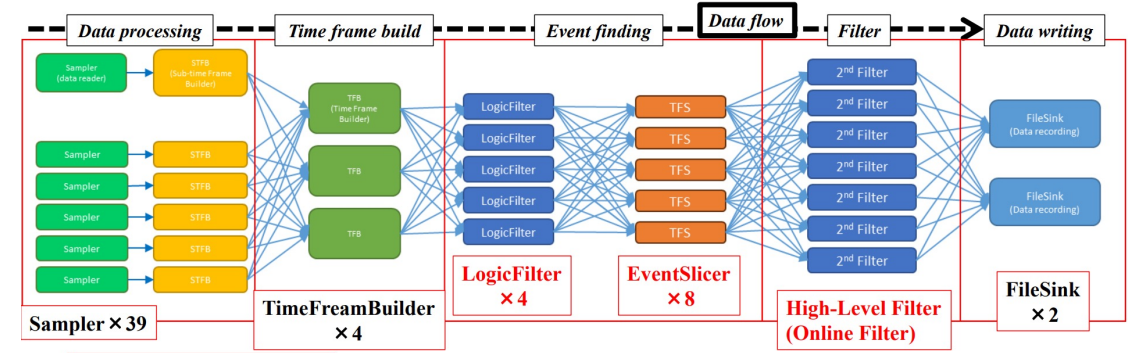 Data processing
Time frame build
Event finding
Data flow
Filter
Data writing
Sampler
(data reader)
STFB
(Sub-time Frame
Builder)
Sampler
STFB
Sampler
STFB
Sampler
STFB
Sampler
STFB
Sampler
STFB
TFB
(Time Frame
Builder)
TFB
TFB
LogicFilter
LogicFilter
LogicFilter
LogicFilter
LogicFilter
TFS
TFS
TFS
TFS
TFS
2nd Filter
2nd Filter
2nd Filter
2nd Filter
2nd Filter
2nd Filter
2nd Filter
FileSink
(Data recording)
FileSink
(Data recording)
Sampler×39
TimeFreamBuilder
×4
LogicFilter
×4
EventSlicer
×8
High-Level Filter
(Online Filter)
FileSink
×2